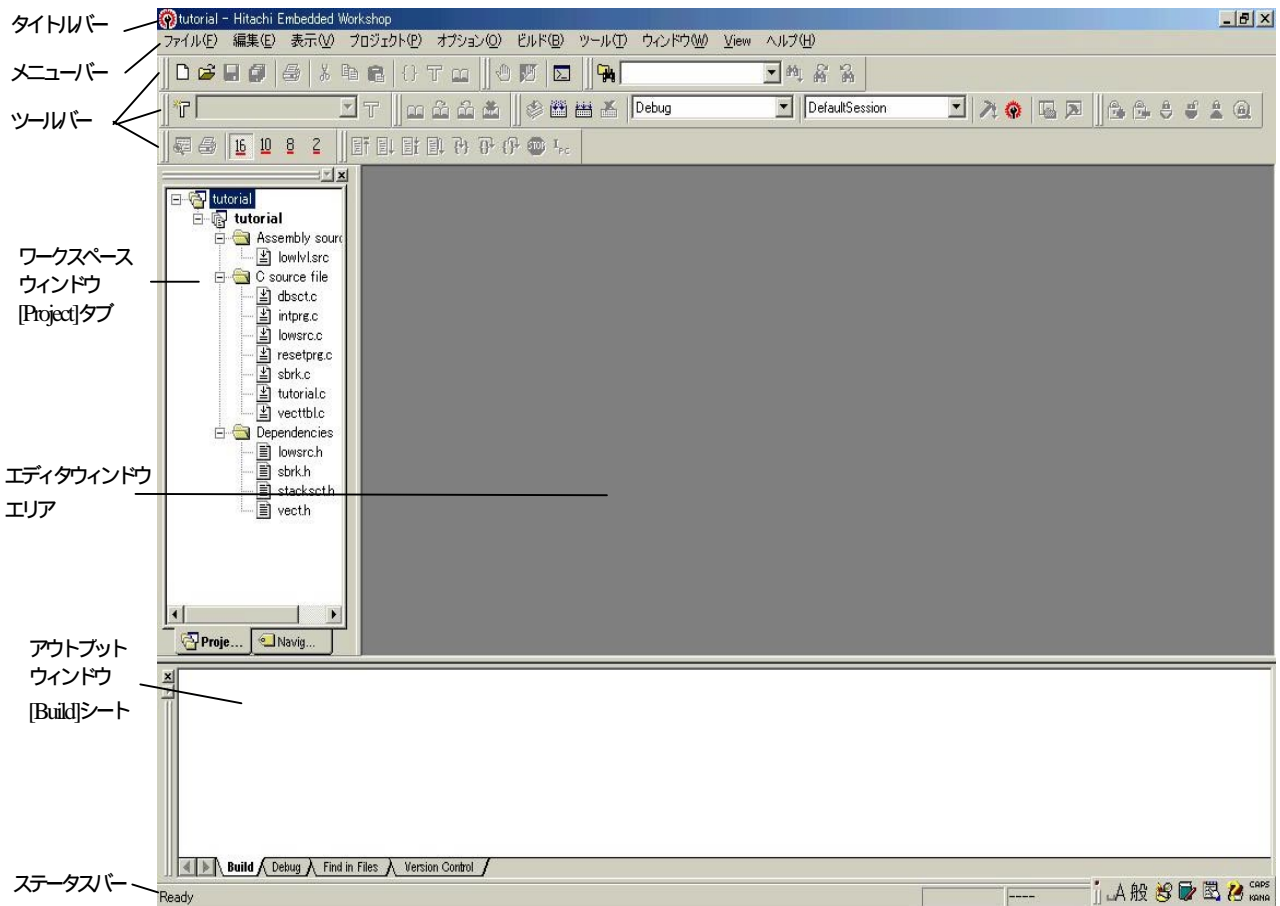 タイトルバー
tutorial - Hitachi Embedded Workshop
ファイル(F) 編集(E) 表示(V) プロジェクト(P) オプション(O) ビルド(B) ツール(T) ウィンドウ(W) View ヘルプ(H)
メニューバー
ツールバー
Debug DefaultSession
16 10 8 2 STOP PC
tutorial
tutorial
Assembly sour
lowlvl.src
C source file
dbsct.c
intprg.c
lowsrc.c
resetprg.c
sbrk.c
tutorial.c
vecttbl.c
Dependencies
lowsrc.h
sbrk.h
stacksct.h
vect.h
ワークスペース
ウィンドウ
[Project]タブ
エディタウィンドウ
エリア
Proje... Navig...
アウトプット
ウィンドウ
[Build]シート
Build Debug Find in Files Version Control
ステータスバー
Ready ---- A 般 CAPS
KANA